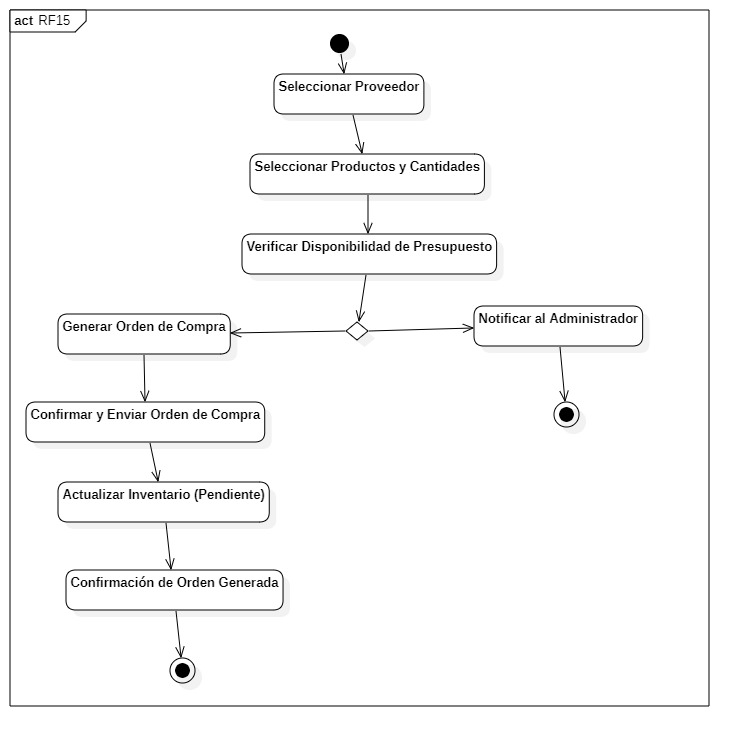 act RF15
Seleccionar Proveedor
Seleccionar Productos y Cantidades
Verificar Disponibilidad de Presupuesto
Generar Orden de Compra
Notificar al Administrador
Confirmar y Enviar Orden de Compra
Actualizar Inventario (Pendiente)
Confirmación de Orden Generada